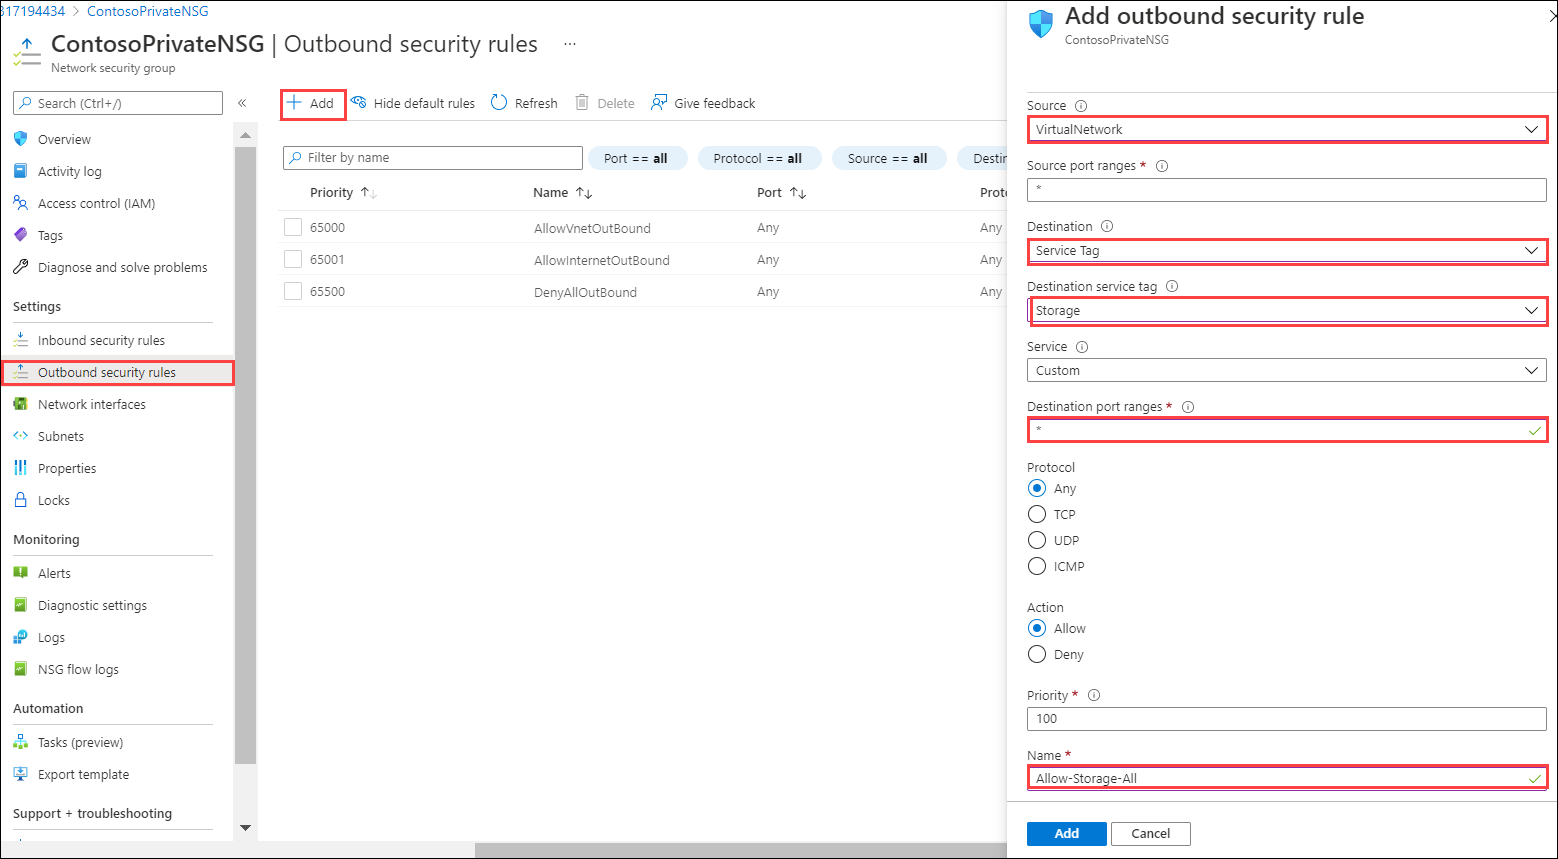 317194434 > ContosoPrivateNSG
ContosoPrivateNSG | Outbound security rules ...
Network security group
Search (Ctrl+/)
«
Overview
Activity log
Access control (IAM)
Tags
Diagnose and solve problems
Settings
Inbound security rules
Outbound security rules
Network interfaces
Subnets
Properties
Locks
Monitoring
Alerts
Diagnostic settings
Logs
NSG flow logs
Automation
Tasks (preview)
Export template
Support + troubleshooting
Add Hide default rules Refresh Delete Give feedback
Filter by name Port == all Protocol == all Source == all Destin
Priority ↑↓ Name ↑↓ Port ↑↓ Proto
65000 AllowVnetOutBound Any Any
65001 AllowInternetOutBound Any Any
65500 DenyAllOutBound Any Any
Add outbound security rule
ContosoPrivateNSG
Source
VirtualNetwork
Source port ranges *
*
Destination
Service Tag
Destination service tag
Storage
Service
Custom
Destination port ranges *
*
Protocol
Any
TCP
UDP
ICMP
Action
Allow
Deny
Priority *
100
Name *
Allow-Storage-All
Add Cancel